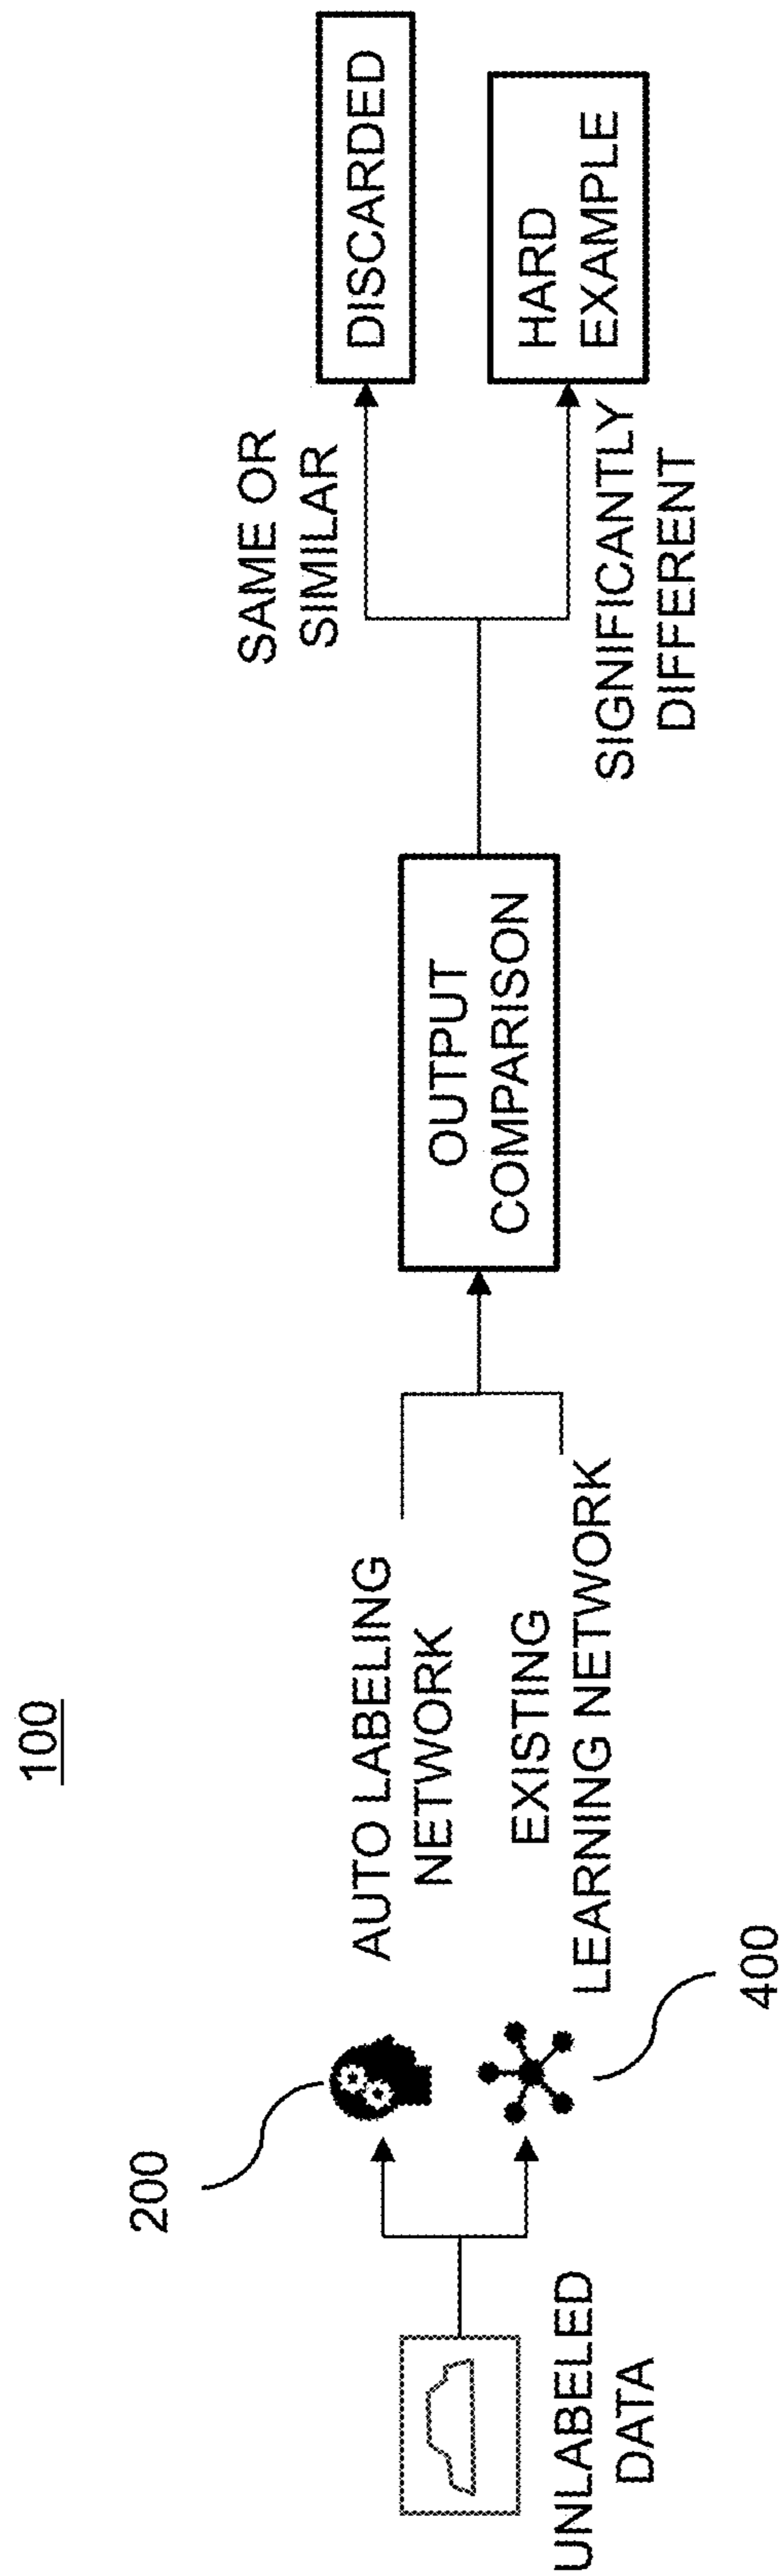 100
UNLABELED
DATA
200
400
AUTO LABELING
NETWORK
EXISTING
LEARNING NETWORK
OUTPUT
COMPARISON
SAME OR
SIMILAR
SIGNIFICANTLY
DIFFERENT
DISCARDED
HARD
EXAMPLE